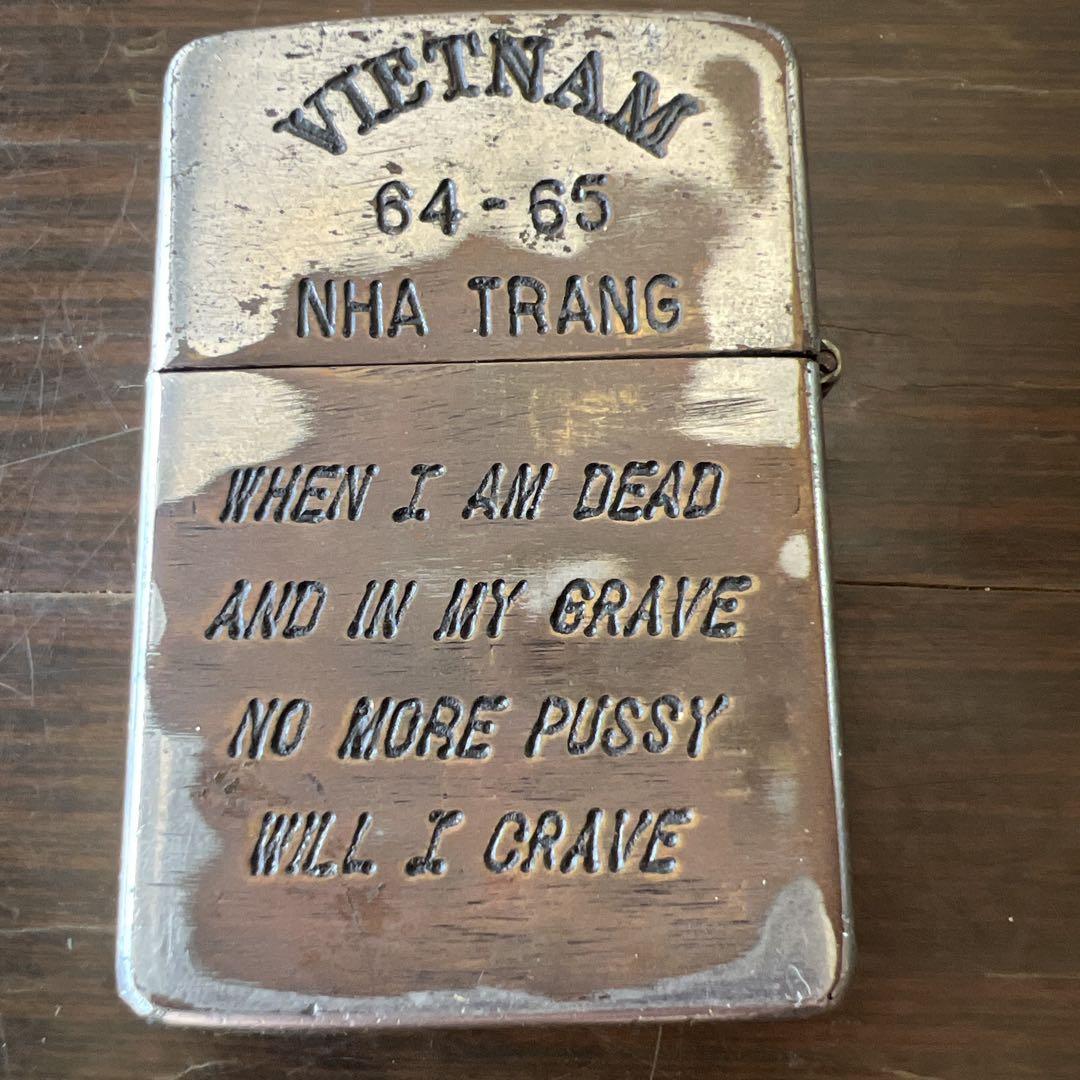 VIETNAM
64-65
NHA TRANG
WHEN I AM DEAD
AND IN MY GRAVE
NO MORE PUSSY
WILL I CRAVE